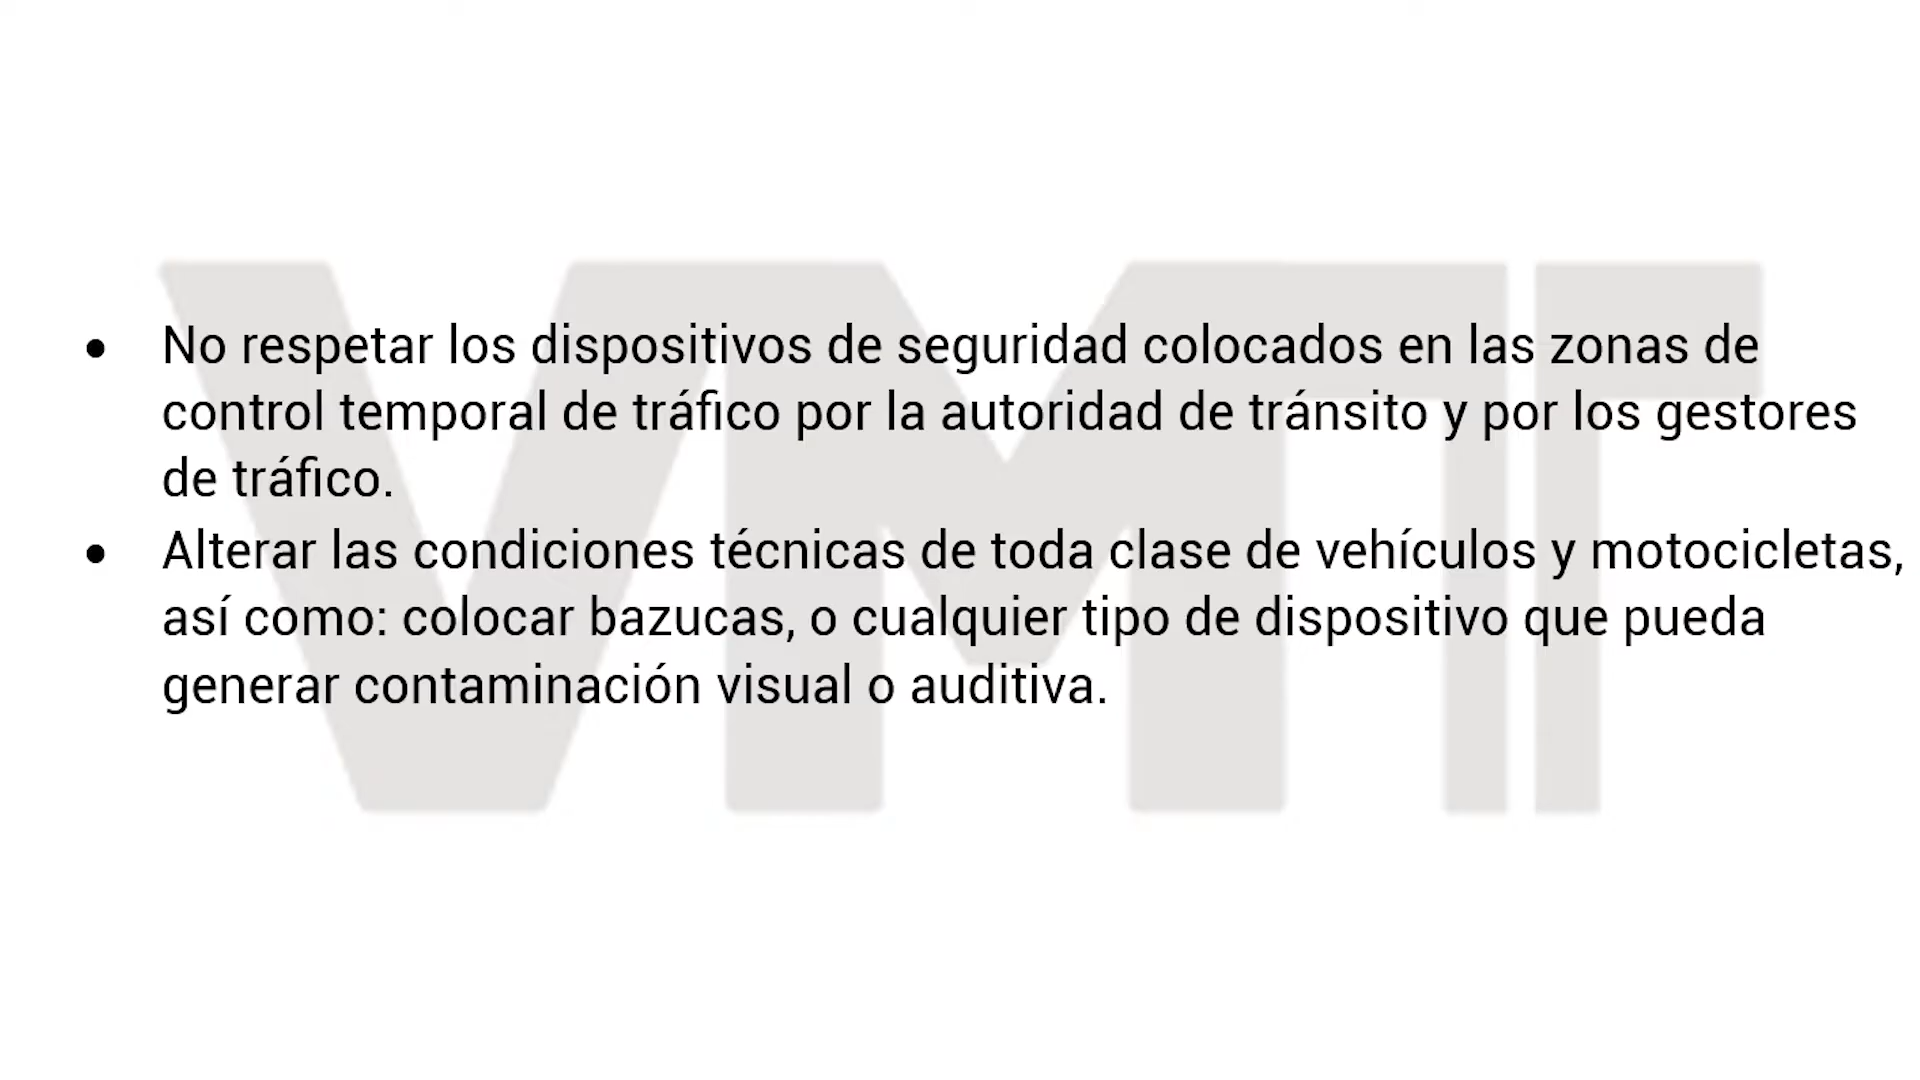 VMT
• No respetar los dispositivos de seguridad colocados en las zonas de
control temporal de tráfico por la autoridad de tránsito y por los gestores
de tráfico.
• Alterar las condiciones técnicas de toda clase de vehículos y motocicletas,
así como: colocar bazucas, o cualquier tipo de dispositivo que pueda
generar contaminación visual o auditiva.